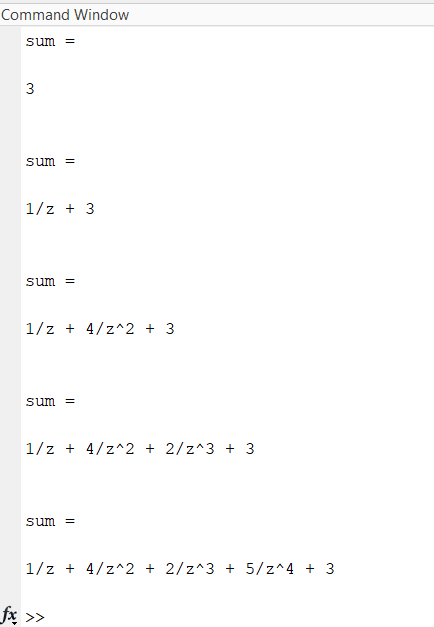 Command Window
sum =
3
sum =
1/z + 3
sum =
1/z + 4/z^2 + 3
sum =
1/z + 4/z^2 + 2/z^3 + 3
sum =
1/z + 4/z^2 + 2/z^3 + 5/z^4 + 3
fx >>